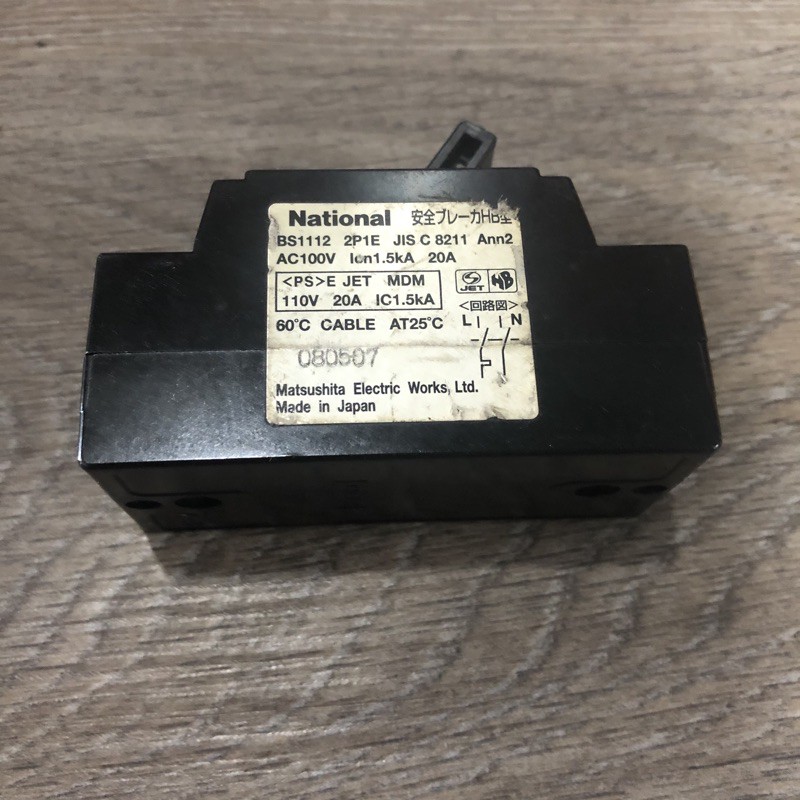 National 安全ブレーカHB型
BS1112 2P1E JIS C 8211 Ann2
AC100V Icn1.5kA 20A
<PS>E JET MDM
110V 20A IC1.5kA
JET HB
<回路図>
60°C CABLE AT25°C
L N
080507
Matsushita Electric Works, Ltd.
Made in Japan